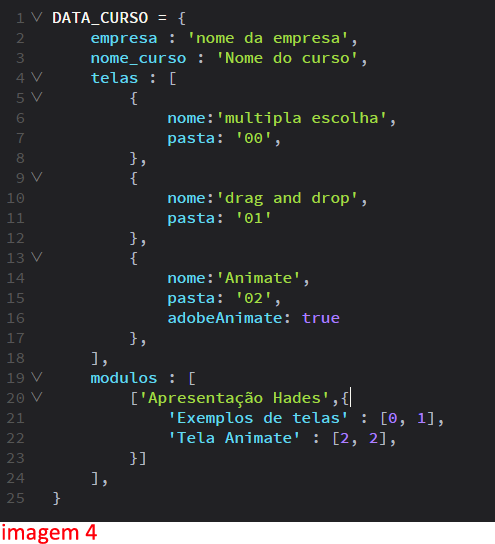 1 DATA_CURSO = {
2 empresa : 'nome da empresa',
3 nome_curso : 'Nome do curso',
4 telas : [
5 {
6 nome:'multipla escolha',
7 pasta: '00',
8 },
9 {
10 nome:'drag and drop',
11 pasta: '01'
12 },
13 {
14 nome:'Animate',
15 pasta: '02',
16 adobeAnimate: true
17 },
18 ],
19 modulos : [
20 ['Apresentação Hades',{
21 'Exemplos de telas' : [0, 1],
22 'Tela Animate' : [2, 2],
23 }]
24 ],
25 }
imagem 4